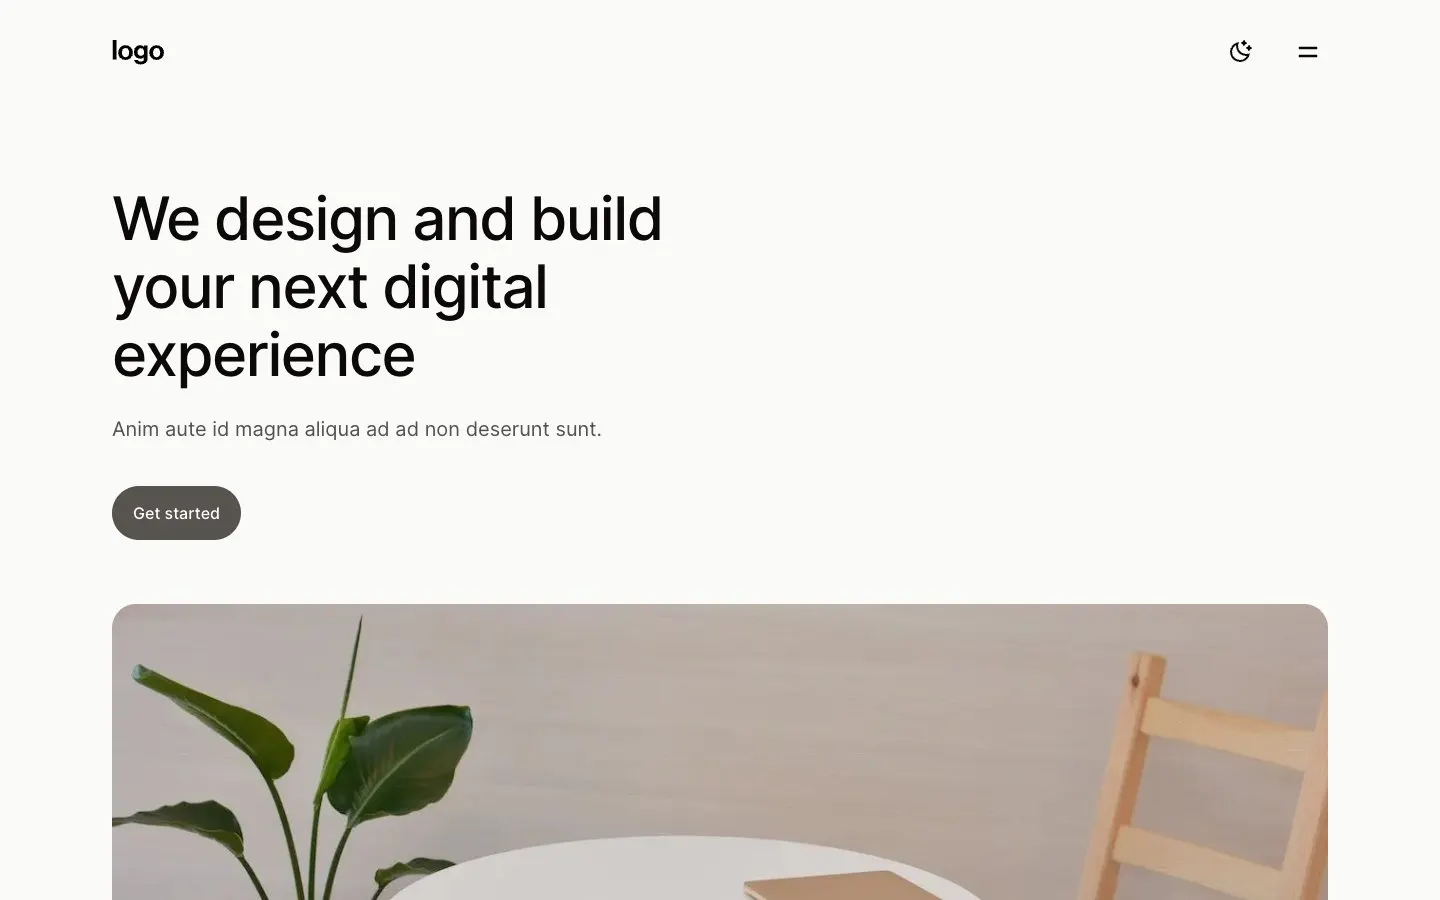 logo
We design and build
your next digital
experience
Anim aute id magna aliqua ad ad non deserunt sunt.
Get started